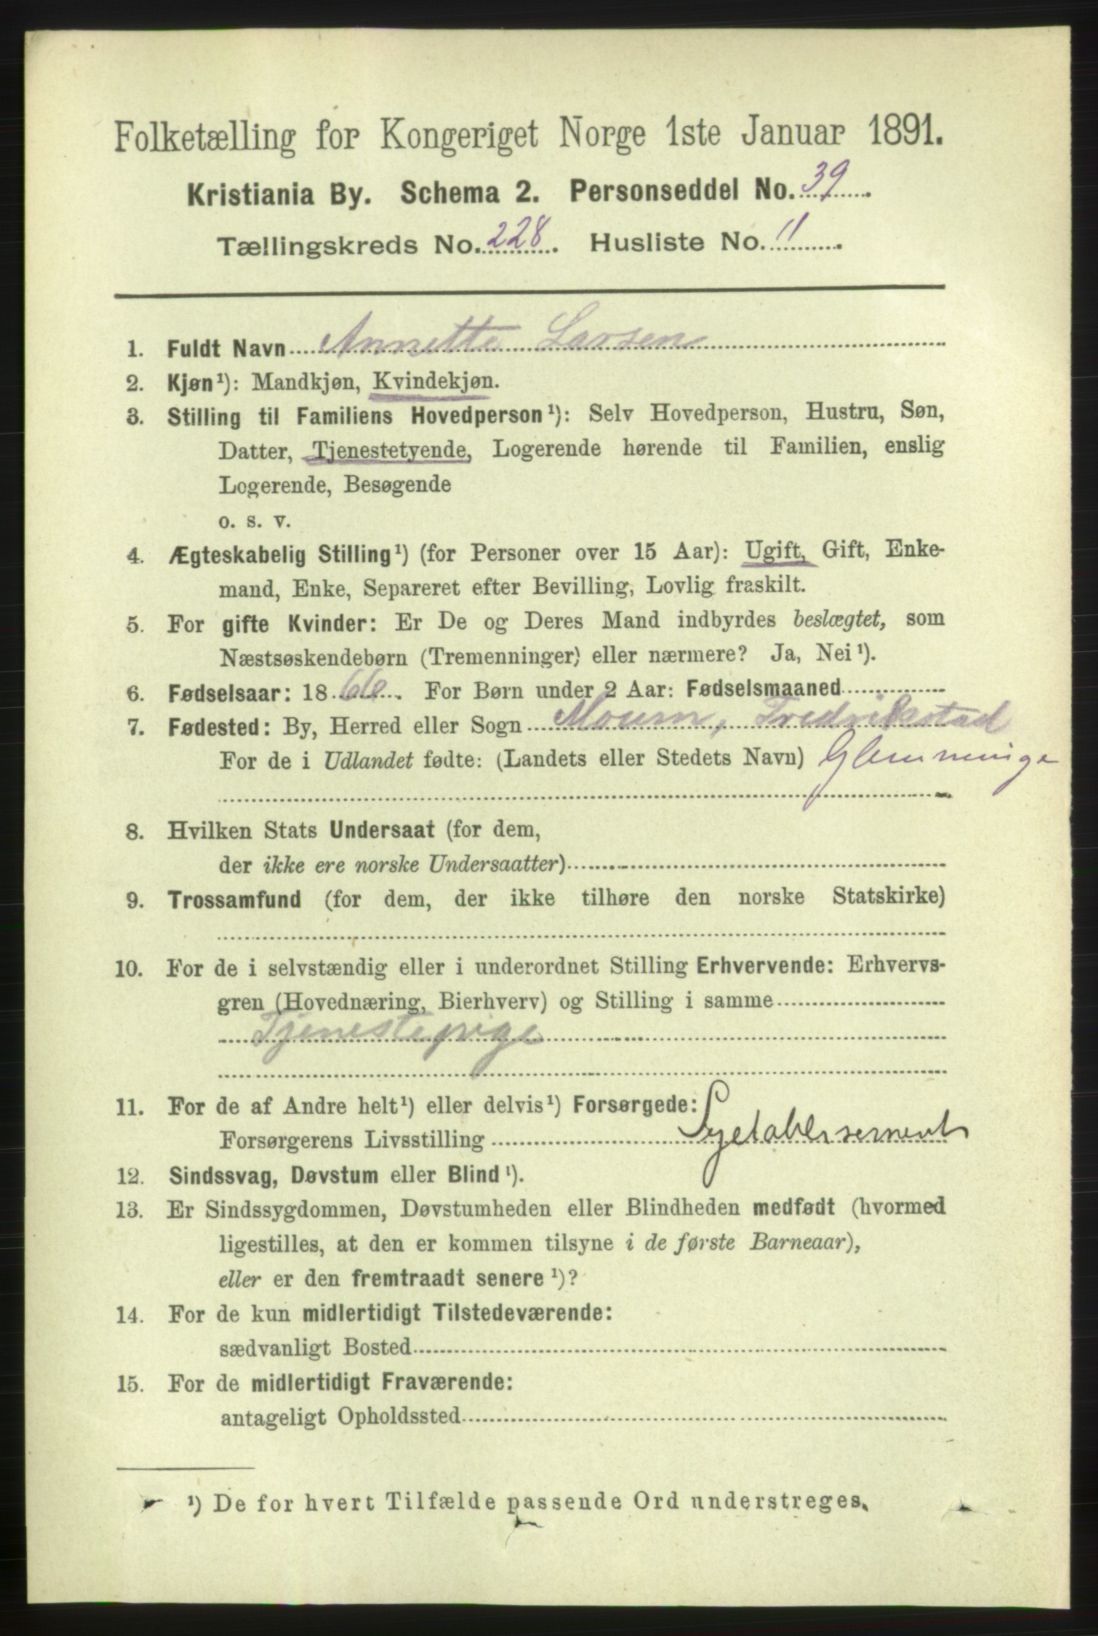 Folketælling for Kongeriget Norge 1ste Januar 1891.
Kristiania By. Schema 2. Personseddel No. 39.
Tællingskreds No. 228. Husliste No. 11.
1. Fuldt Navn Annette Larsen
2. Kjøn¹): Mandkjøn, Kvindekjøn.
3. Stilling til Familiens Hovedperson¹): Selv Hovedperson, Hustru, Søn,
Datter, Tjenestetyende, Logerende hørende til Familien, enslig
Logerende, Besøgende
o. s. v.
4. Ægteskabelig Stilling¹) (for Personer over 15 Aar): Ugift, Gift, Enke-
mand, Enke, Separeret efter Bevilling, Lovlig fraskilt.
5. For gifte Kvinder: Er De og Deres Mand indbyrdes beslægtet, som
Næstsøskendebørn (Tremenninger) eller nærmere? Ja, Nei¹).
6. Fødselsaar: 1866. For Børn under 2 Aar: Fødselsmaaned
7. Fødested: By, Herred eller Sogn Moum, Fredrikstad
For de i Udlandet fødte: (Landets eller Stedets Navn) Glemminge
8. Hvilken Stats Undersaat (for dem,
der ikke ere norske Undersaatter)
9. Trossamfund (for dem, der ikke tilhøre den norske Statskirke)
10. For de i selvstændig eller i underordnet Stilling Erhvervende: Erhvervs-
gren (Hovednæring, Bierhverv) og Stilling i samme
Tjenestepige
11. For de af Andre helt¹) eller delvis¹) Forsørgede:
Forsørgerens Livsstilling Syetablissement
12. Sindssvag, Døvstum eller Blind¹).
13. Er Sindssygdommen, Døvstumheden eller Blindheden medfødt (hvormed
ligestilles, at den er kommen tilsyne i de første Barneaar),
eller er den fremtraadt senere¹)?
14. For de kun midlertidigt Tilstedeværende:
sædvanligt Bosted
15. For de midlertidigt Fraværende:
antageligt Opholdssted
¹) De for hvert Tilfælde passende Ord understreges.